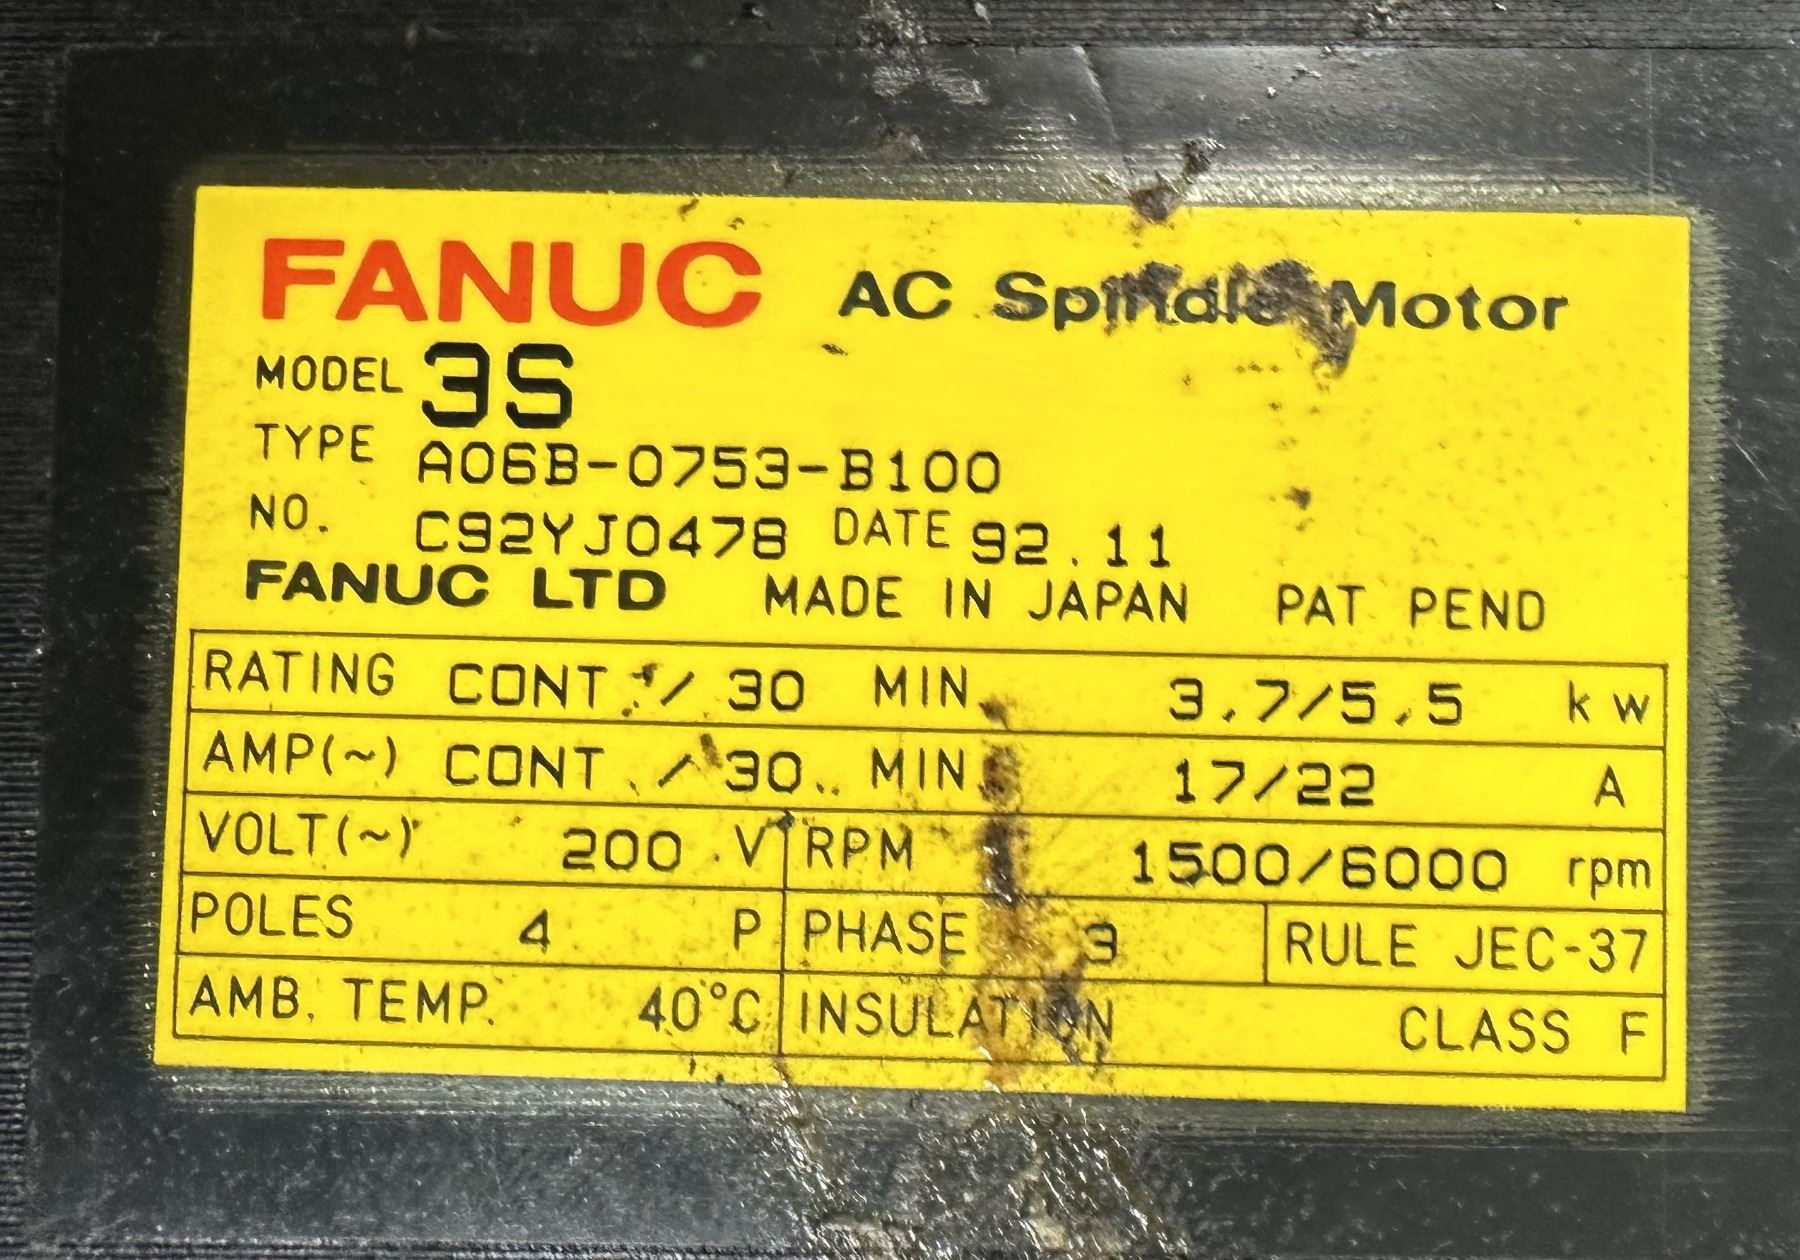 FANUC AC Spindle Motor
MODEL 3S
TYPE A06B-0753-B100
NO. C92YJ0478 DATE 92.11
FANUC LTD MADE IN JAPAN PAT PEND
RATING CONT./30 MIN. 3.7/5.5 kw
AMP(~) CONT./30 MIN. 17/22 A
VOLT(~) 200 V RPM 1500/6000 rpm
POLES 4 P PHASE 3 RULE JEC-37
AMB. TEMP. 40°C INSULATION CLASS F